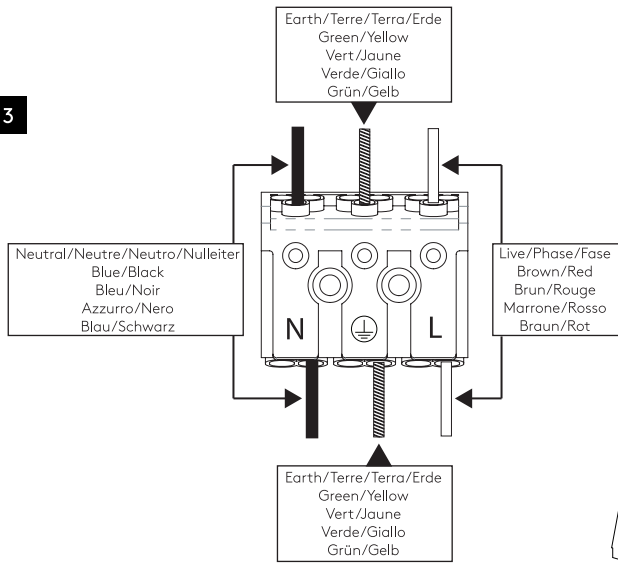 Earth/Terre/Terra/Erde
Green/Yellow
Vert/Jaune
Verde/Giallo
Grün/Gelb
3
Neutral/Neutre/Neutro/Nulleiter
Blue/Black
Bleu/Noir
Azzurro/Nero
Blau/Schwarz
Live/Phase/Fase
Brown/Red
Brun/Rouge
Marrone/Rosso
Braun/Rot
N
L
Earth/Terre/Terra/Erde
Green/Yellow
Vert/Jaune
Verde/Giallo
Grün/Gelb